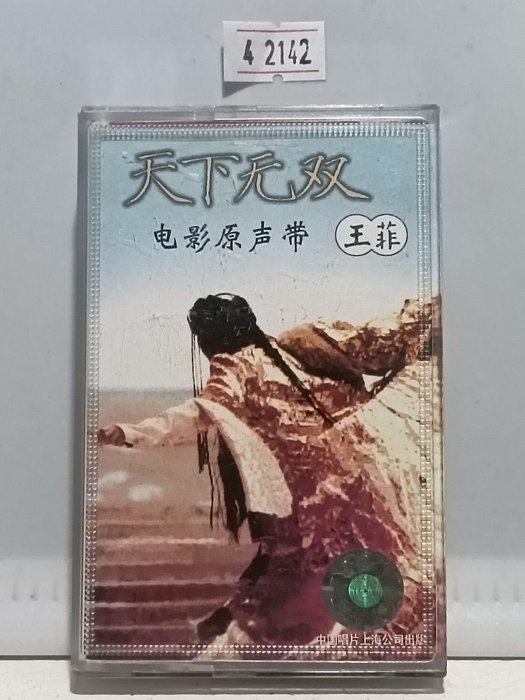 4 2142
天下无双
电影原声带 王菲
中国唱片上海公司出版